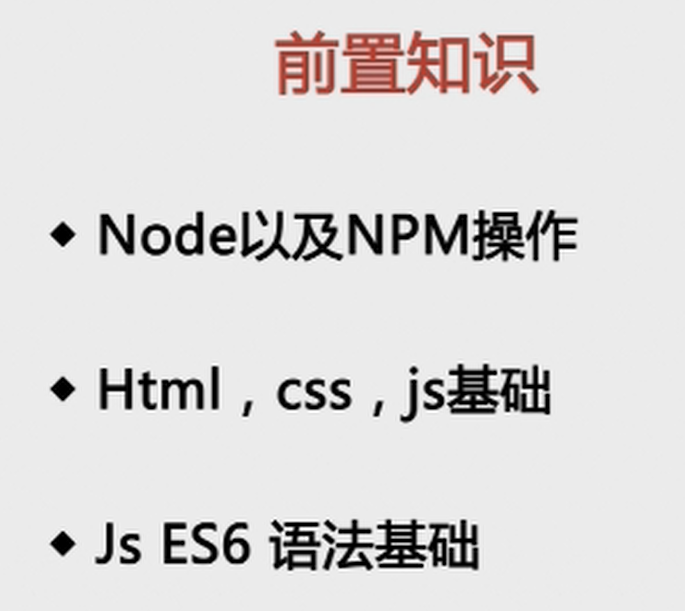 前置知识
◆ Node以及NPM操作
◆ Html，css，js基础
◆ Js ES6 语法基础